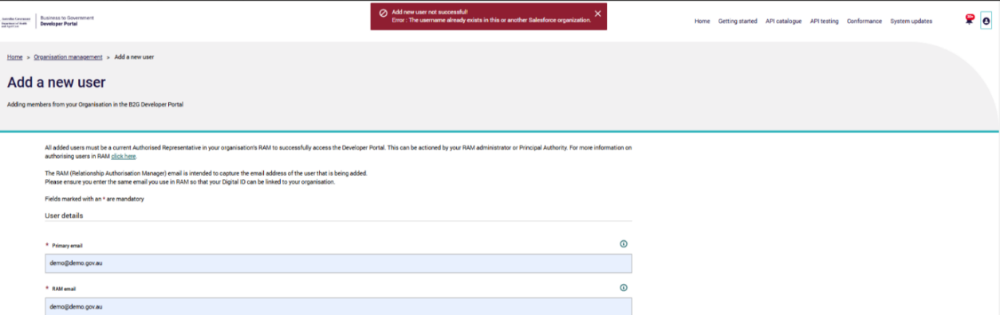 Add new user not successful!
Error : The username already exists in this or another Salesforce organization.
Australian Government
Business to Government
Developer Portal
Home
Getting started
API catalogue
API testing
Conformance
System updates
Home > Organisation management > Add a new user
Add a new user
Adding members from your Organisation in the B2G Developer Portal
All added users must be a current Authorised Representative in your organisation's RAM to successfully access the Developer Portal. This can be actioned by your RAM administrator or Principal Authority. For more information on
authorising users in RAM click here.
The RAM (Relationship Authorisation Manager) email is intended to capture the email address of the user that is being added.
Please ensure you enter the same email you use in RAM so that your Digital ID can be linked to your organisation.
Fields marked with an * are mandatory
User details
* Primary email
demo@demo.gov.au
* RAM email
demo@demo.gov.au